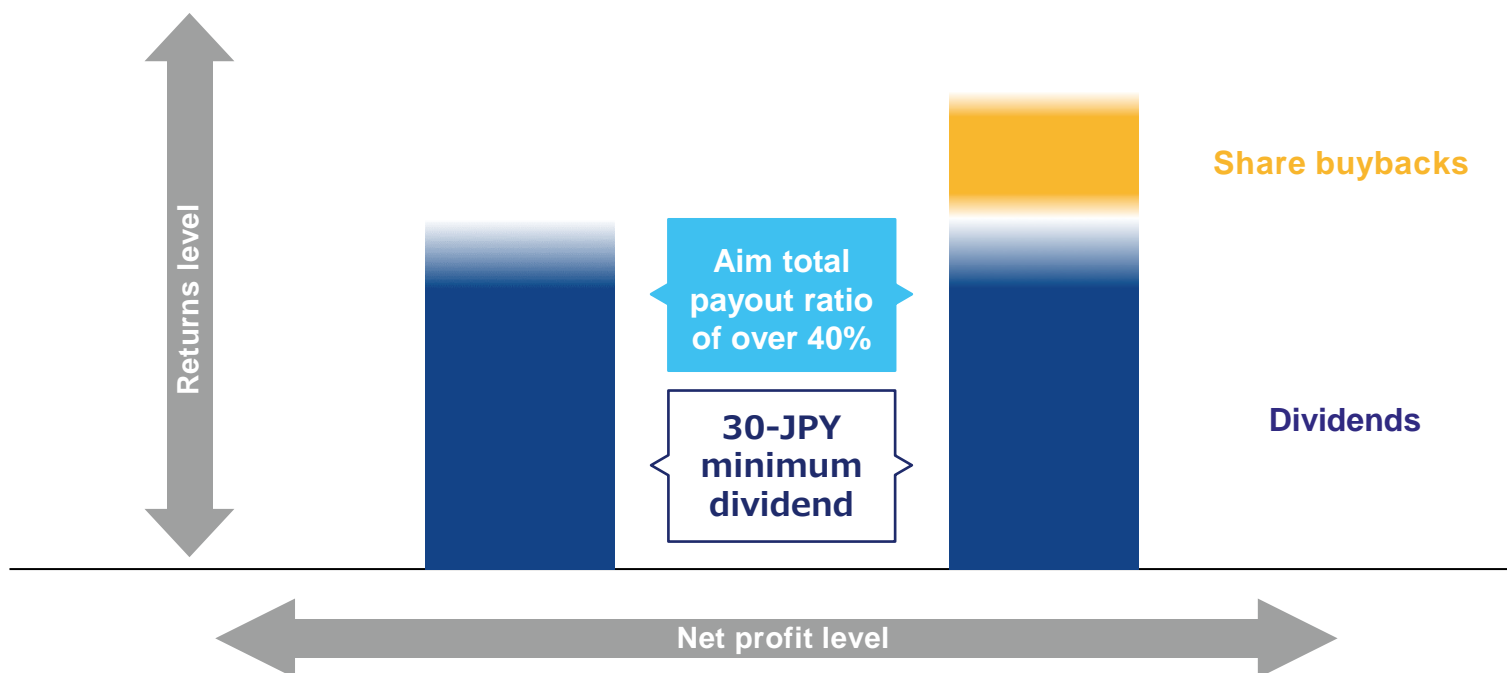 Returns level
Share buybacks
Aim total
payout ratio
of over 40%
30-JPY
minimum
dividend
Dividends
Net profit level